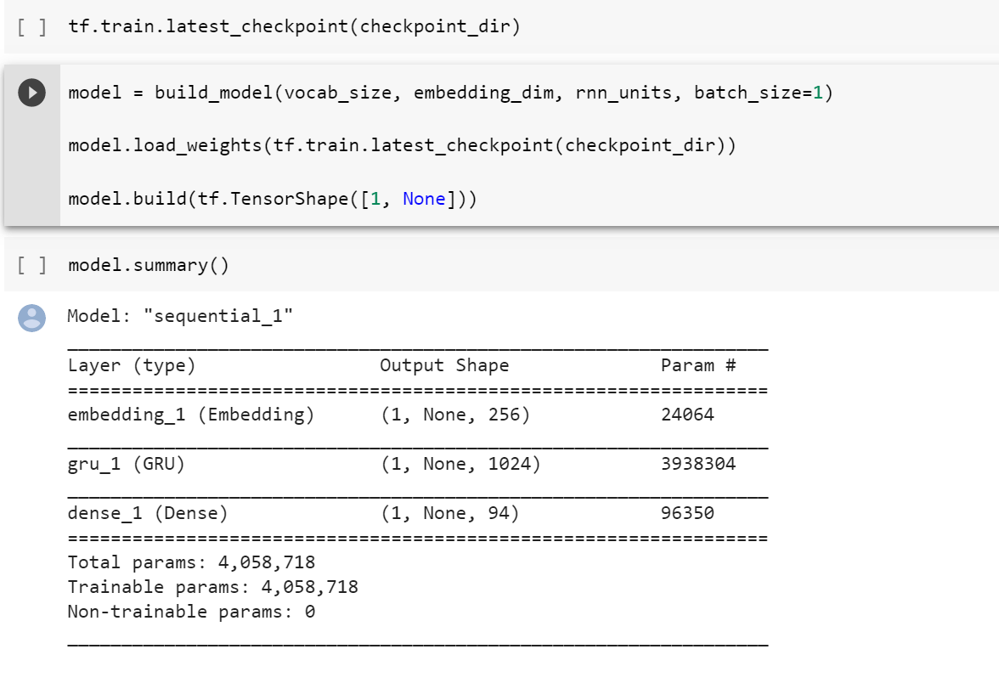 [ ] tf.train.latest_checkpoint(checkpoint_dir)
model = build_model(vocab_size, embedding_dim, rnn_units, batch_size=1)
model.load_weights(tf.train.latest_checkpoint(checkpoint_dir))
model.build(tf.TensorShape([1, None]))
[ ] model.summary()
Model: "sequential_1"
_________________________________________________________________
Layer (type)                 Output Shape              Param #
=================================================================
embedding_1 (Embedding)      (1, None, 256)            24064
_________________________________________________________________
gru_1 (GRU)                  (1, None, 1024)           3938304
_________________________________________________________________
dense_1 (Dense)              (1, None, 94)             96350
=================================================================
Total params: 4,058,718
Trainable params: 4,058,718
Non-trainable params: 0
_________________________________________________________________